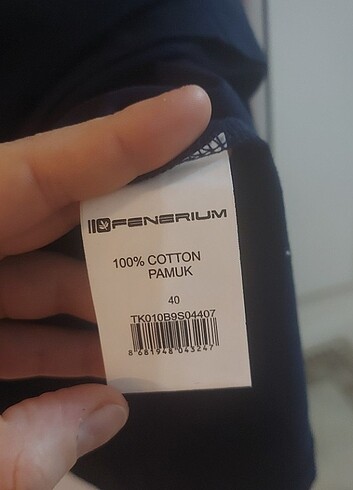 FENERIUM
100% COTTON
PAMUK
40
TK010B9S04407
8 681948 043247